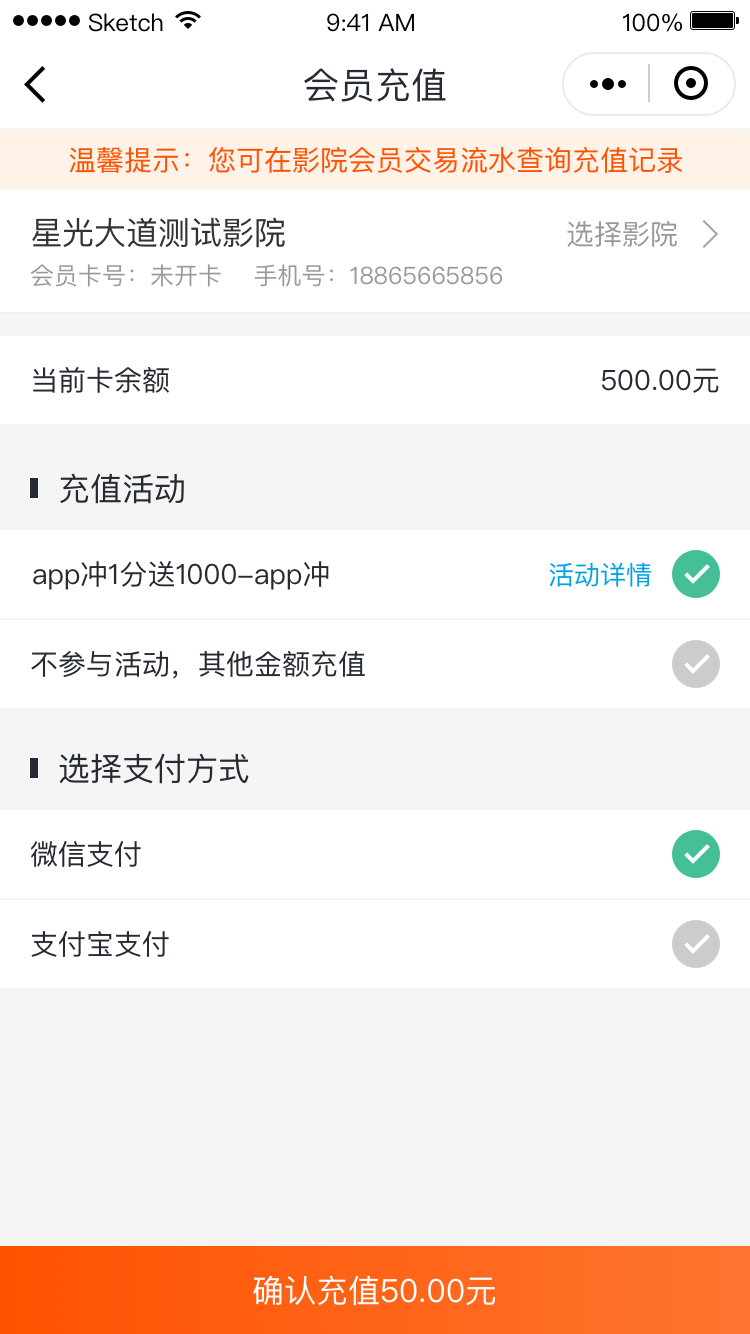 ●●●●● Sketch 9:41 AM 100%
会员充值
温馨提示：您可在影院会员交易流水查询充值记录
星光大道测试影院 选择影院
会员卡号：未开卡 手机号：18865665856
当前卡余额 500.00元
充值活动
app冲1分送1000-app冲 活动详情
不参与活动，其他金额充值
选择支付方式
微信支付
支付宝支付
确认充值50.00元